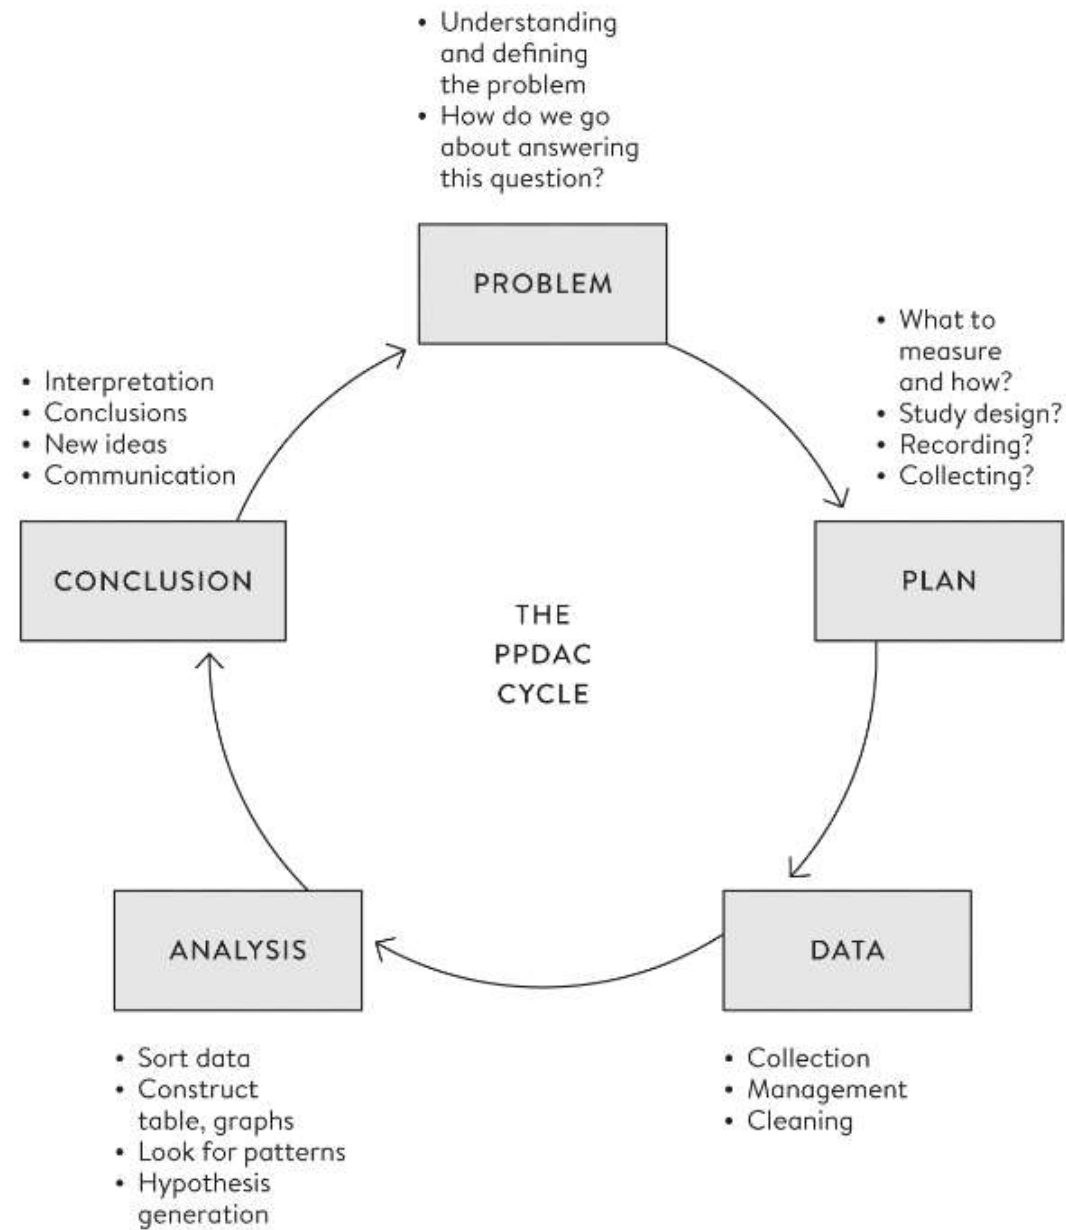 • Understanding
and defining
the problem
• How do we go
about answering
this question?
PROBLEM
• What to
measure
and how?
• Study design?
• Recording?
• Collecting?
PLAN
• Interpretation
• Conclusions
• New ideas
• Communication
CONCLUSION
THE
PPDAC
CYCLE
DATA
• Collection
• Management
• Cleaning
ANALYSIS
• Sort data
• Construct
table, graphs
• Look for patterns
• Hypothesis
generation